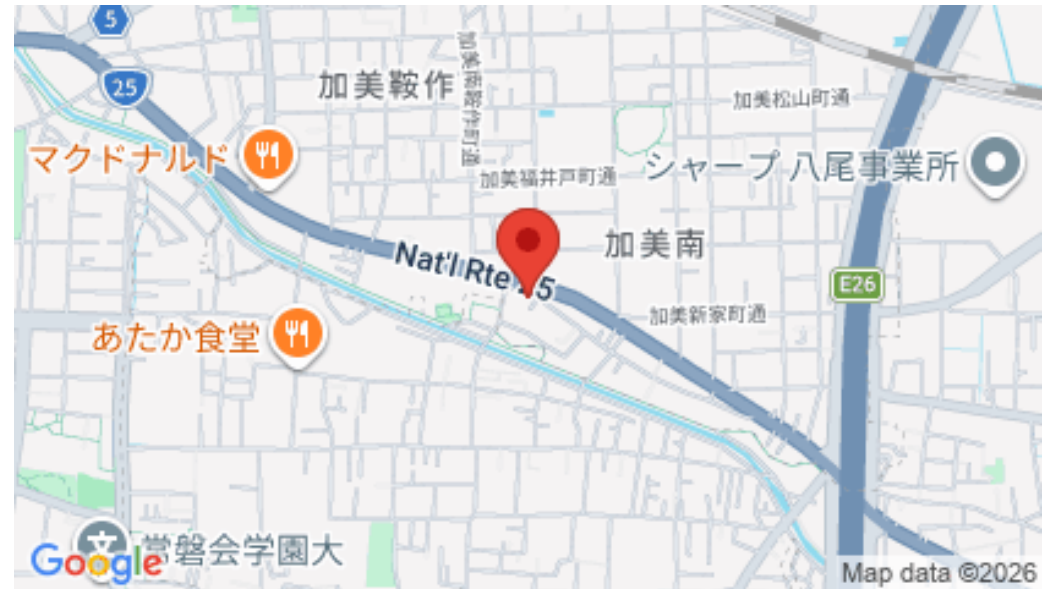 5
25
加美鞍作
加美南鞍作町通
加美松山町通
マクドナルド
加美福井戸町通
シャープ 八尾事業所
加美南
Nat'l Rte 25
E26
加美新家町通
あたか食堂
文
常磐会学園大
Google
Map data ©2026